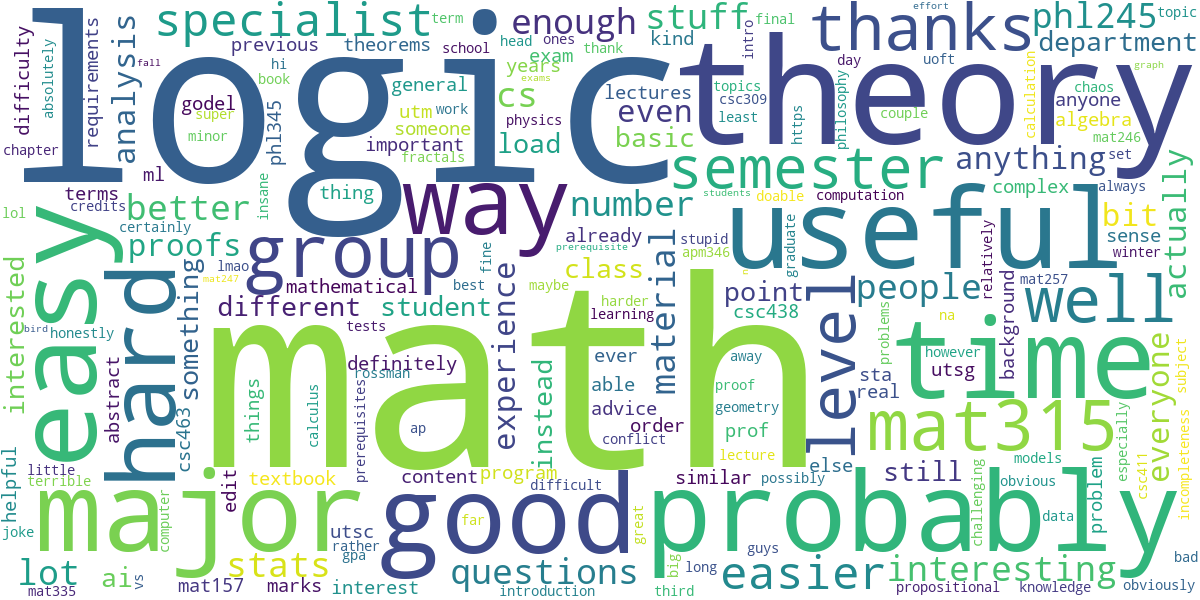 logic
theory
math
useful
way
time
good
probably
major
easy
hard
group
level
well
mat315
semester
thanks
specialist
enough
stuff
phl245
department
topic
term
final
effort
intro
uoft
day
kind
head
ones
thank
school
previous
theorems
requirements
difficulty
absolutely
analysis
fall
hi
book
godel
super
minor
general
years
exam
exams
cs
lectures
physics
utm
work
someone
important
fractals
load
even
basic
topics
csc309
least
https
philosophy
couple
calculation
chaos
graph
anyone
algebra
mat246
set
anything
complex
always
chapter
ml
phl345
thing
insane
terms
credits
lol
certainly
better
proofs
lmao
mat247
interested
bird
honestly
something
mathematical
different
student
tests
definitely
rossman
best
fine
prerequisite
already
number
students
doable
computation
graduate
stupid
apm346
class
maybe
harder
learning
material
point
csc438
people
relatively
background
mat257
sense
winter
bit
actually
na
problems
however
utsg
sta
real
experience
instead
ever
able
advice
order
conflict
away
proof
geometry
prof
lecture
else
possibly
similar
still
everyone
subject
incompleteness
especially
csc411
models
obvious
challenging
data
problem
abstract
csc463
things
calculus
prerequisites
ap
content
program
difficult
far
great
textbook
edit
little
terrible
helpful
joke
computer
utsc
rather
gpa
guys
long
big
third
questions
easier
interesting
bad
obviously
knowledge
propositional
introduction
interest
marks
mat157
stats
vs
ai
lot
mat335